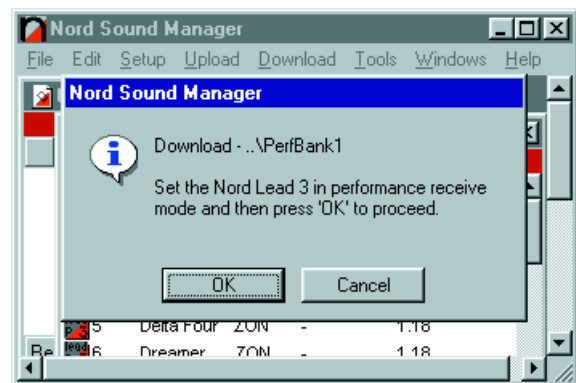 Nord Sound Manager
File Edit Setup Upload Download Tools Windows Help
Nord Sound Manager
Download - ..\PerfBank1
Set the Nord Lead 3 in performance receive
mode and then press 'OK' to proceed.
OK Cancel
5 Delta Four ZON - 1.18
lead 6 Dreamer ZON - 1.18
Re